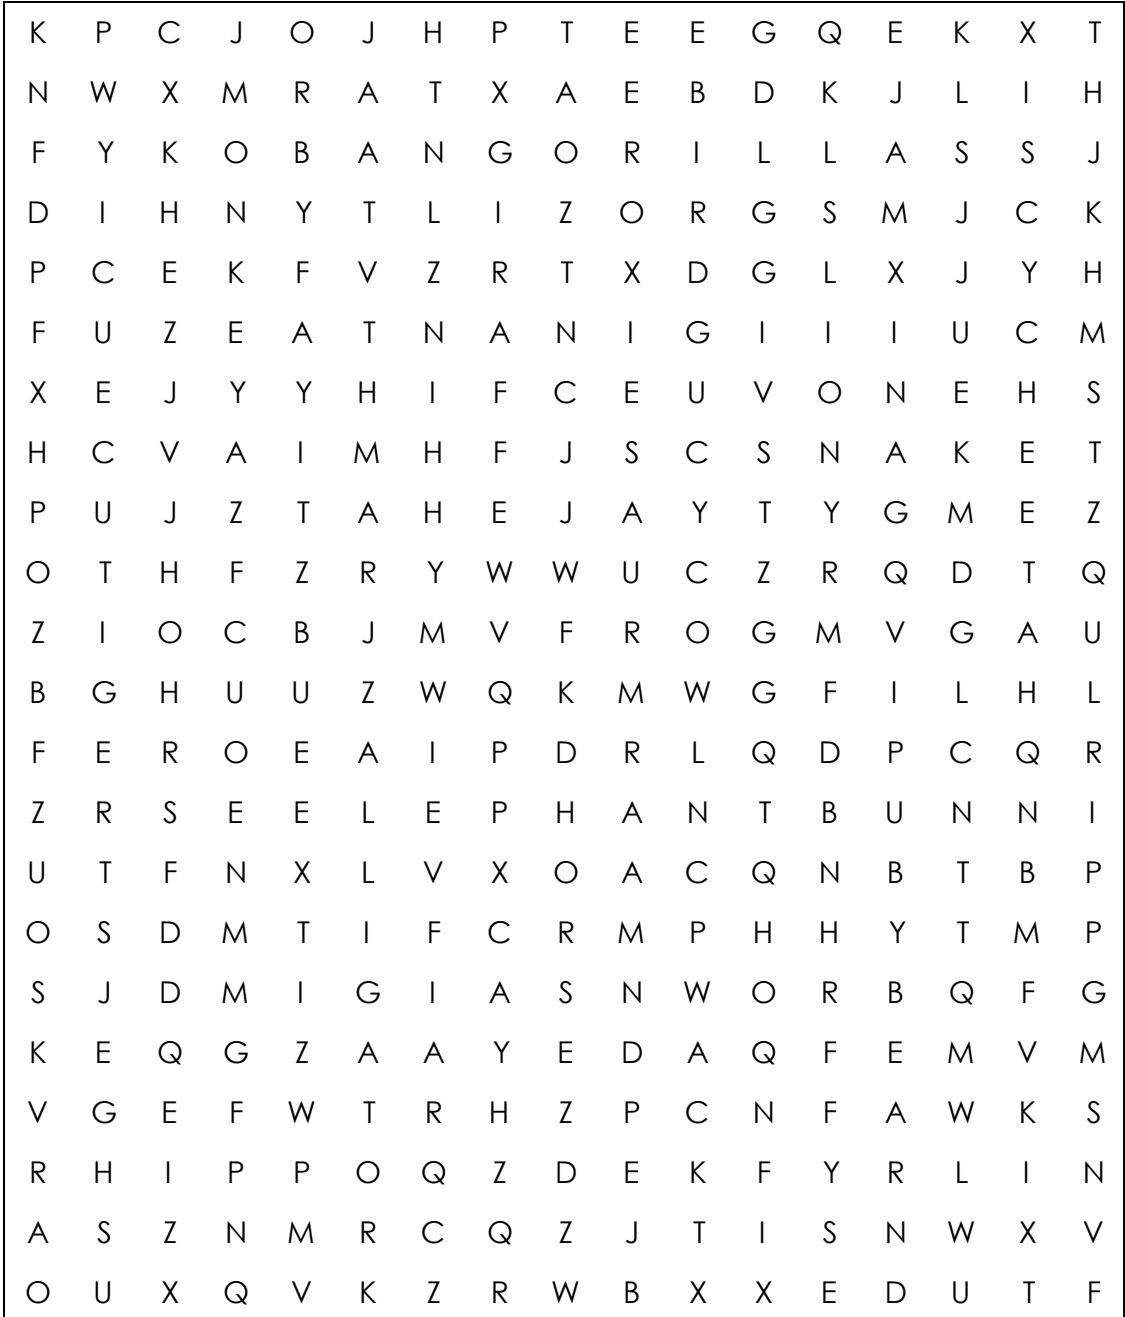 K P C J O J H P T E E G Q E K X T
N W X M R A T X A E B D K J L I H
F Y K O B A N G O R I L L A S S J
D I H N Y T L I Z O R G S M J C K
P C E K F V Z R T X D G L X J Y H
F U Z E A T N A N I G I I I U C M
X E J Y Y H I F C E U V O N E H S
H C V A I M H F J S C S N A K E T
P U J Z T A H E J A Y T Y G M E Z
O T H F Z R Y W W U C Z R Q D T Q
Z I O C B J M V F R O G M V G A U
B G H U U Z W Q K M W G F I L H L
F E R O E A I P D R L Q D P C Q R
Z R S E E L E P H A N T B U N N I
U T F N X L V X O A C Q N B T B P
O S D M T I F C R M P H H Y T M P
S J D M I G I A S N W O R B Q F G
K E Q G Z A A Y E D A Q F E M V M
V G E F W T R H Z P C N F A W K S
R H I P P O Q Z D E K F Y R L I N
A S Z N M R C Q Z J T I S N W X V
O U X Q V K Z R W B X X E D U T F